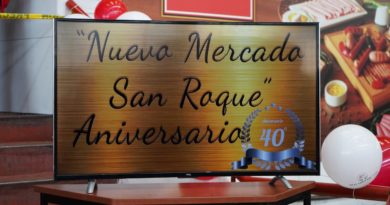 "Nuevo Mercado
San Roque"
Aniversario
40